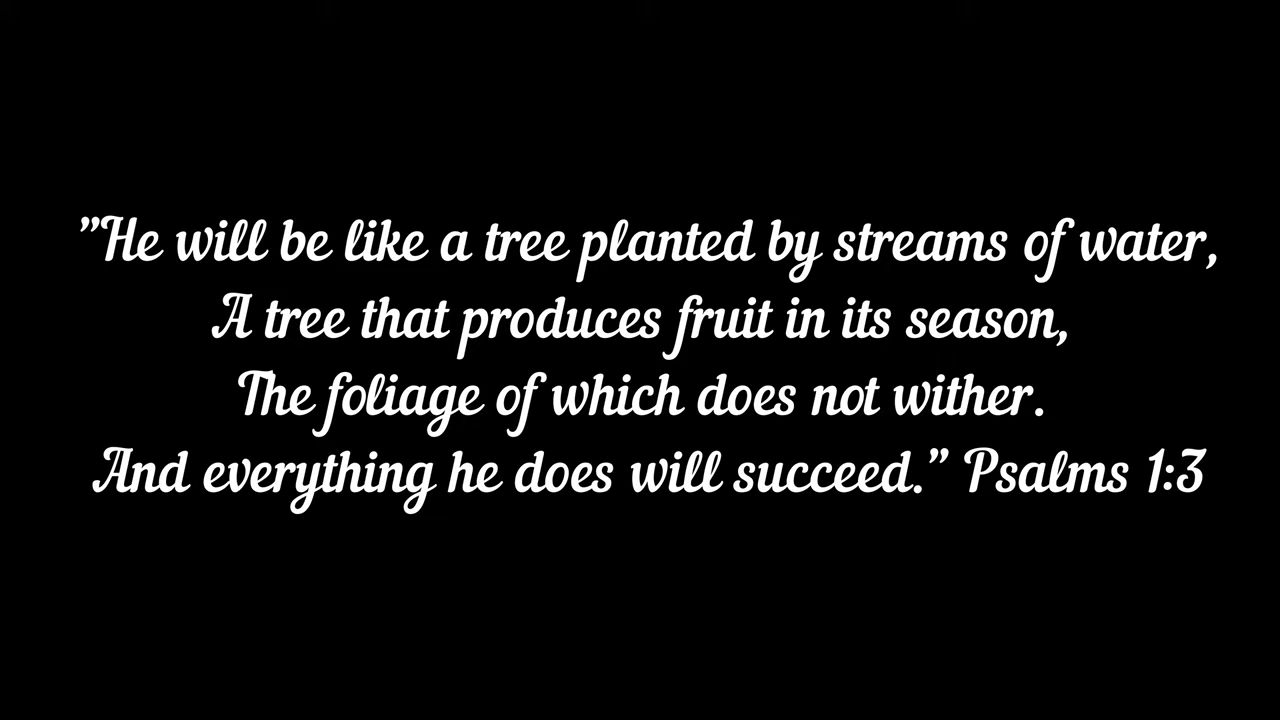 ”He will be like a tree planted by streams of water,
A tree that produces fruit in its season,
The foliage of which does not wither.
And everything he does will succeed.” Psalms 1:3